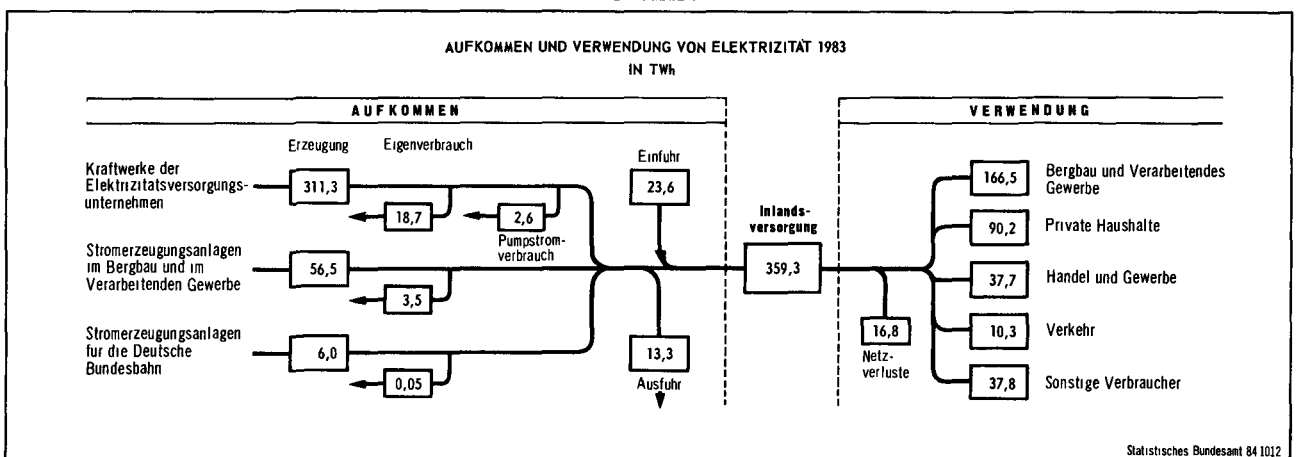 AUFKOMMEN UND VERWENDUNG VON ELEKTRIZITÄT 1983
IN TWh
AUFKOMMEN
VERWENDUNG
Erzeugung
Eigenverbrauch
Einfuhr
Kraftwerke der
Elektrizitatsversorgungs-
unternehmen
311,3
18,7
2,6
Pumpstrom-
verbrauch
23,6
Stromerzeugungsanlagen
im Bergbau und im
Verarbeitenden Gewerbe
56,5
3,5
Stromerzeugungsanlagen
fur die Deutsche
Bundesbahn
6,0
0,05
13,3
Ausfuhr
Inlands-
versorgung
359,3
16,8
Netz-
verluste
166,5
Bergbau und Verarbeitendes
Gewerbe
90,2
Private Haushalte
37,7
Handel und Gewerbe
10,3
Verkehr
37,8
Sonstige Verbraucher
Statistisches Bundesamt 84 1012